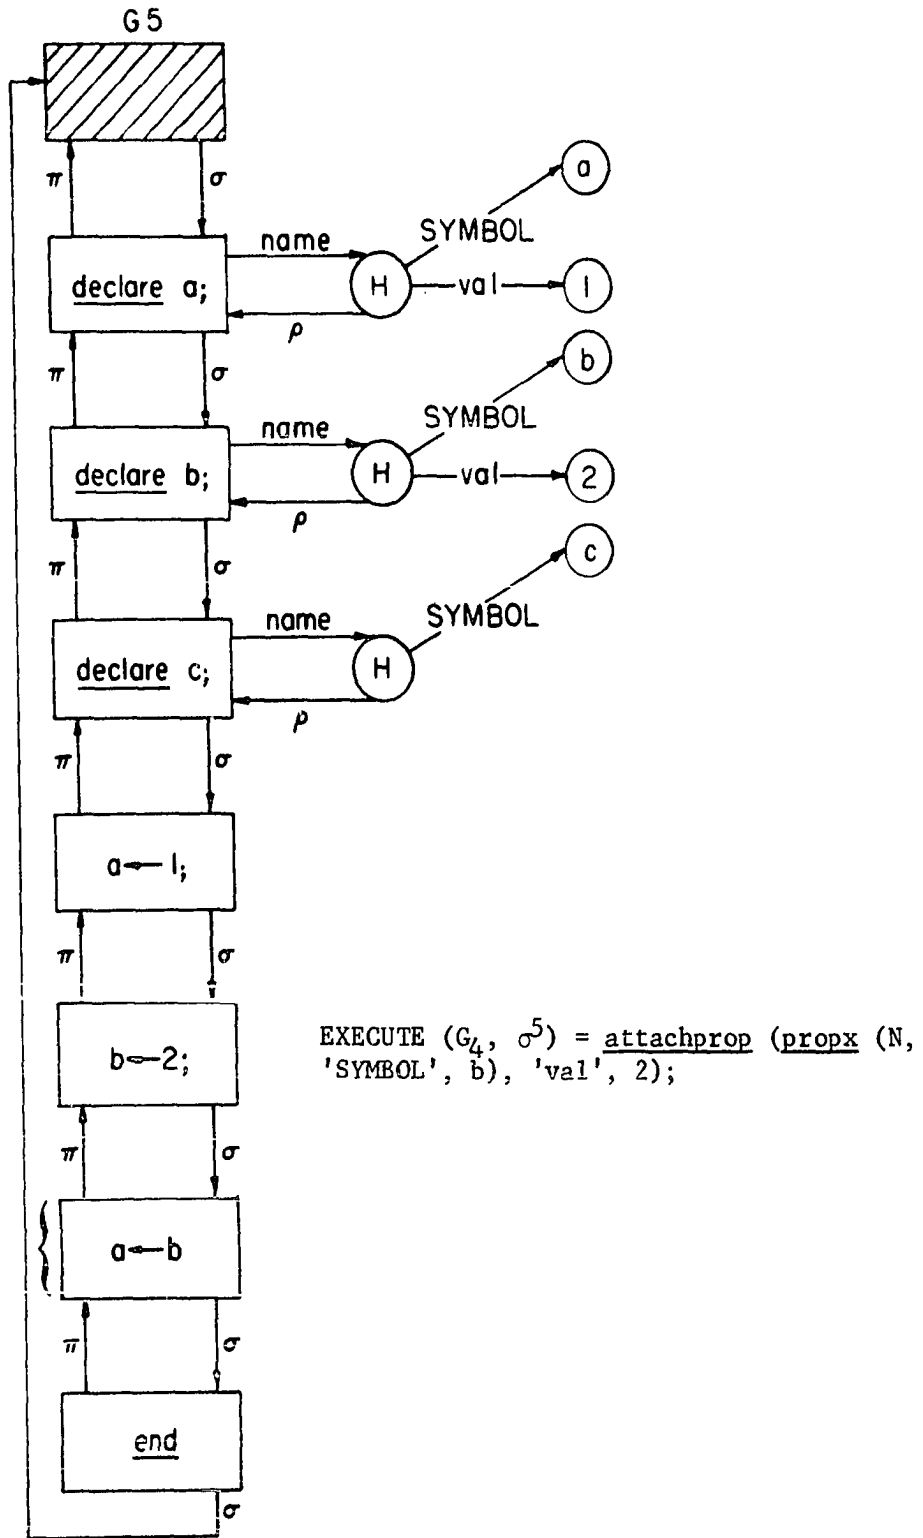 G5
π σ
a
name SYMBOL
declare a; H val 1
ρ
π σ
b
name SYMBOL
declare b; H val 2
ρ
π σ
c
name SYMBOL
declare c; H
ρ
π σ
a←1;
π σ
b←2;
EXECUTE (G₄, σ⁵) = attachprop (propx (N,
'SYMBOL', b), 'val', 2);
π σ
{ a←b
π σ
end
σ